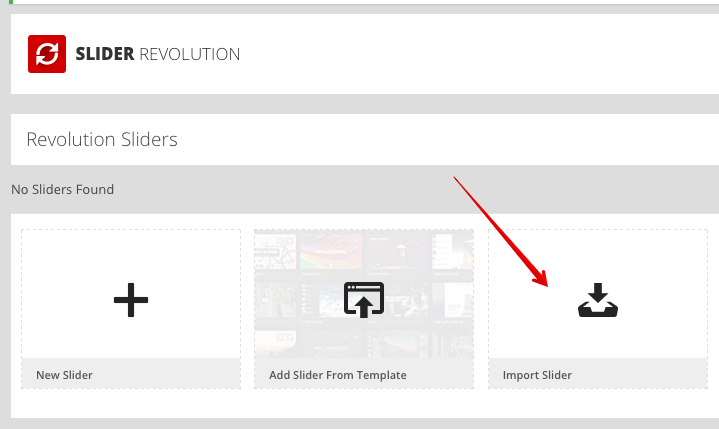 SLIDER REVOLUTION
Revolution Sliders
No Sliders Found
New Slider
Add Slider From Template
Import Slider